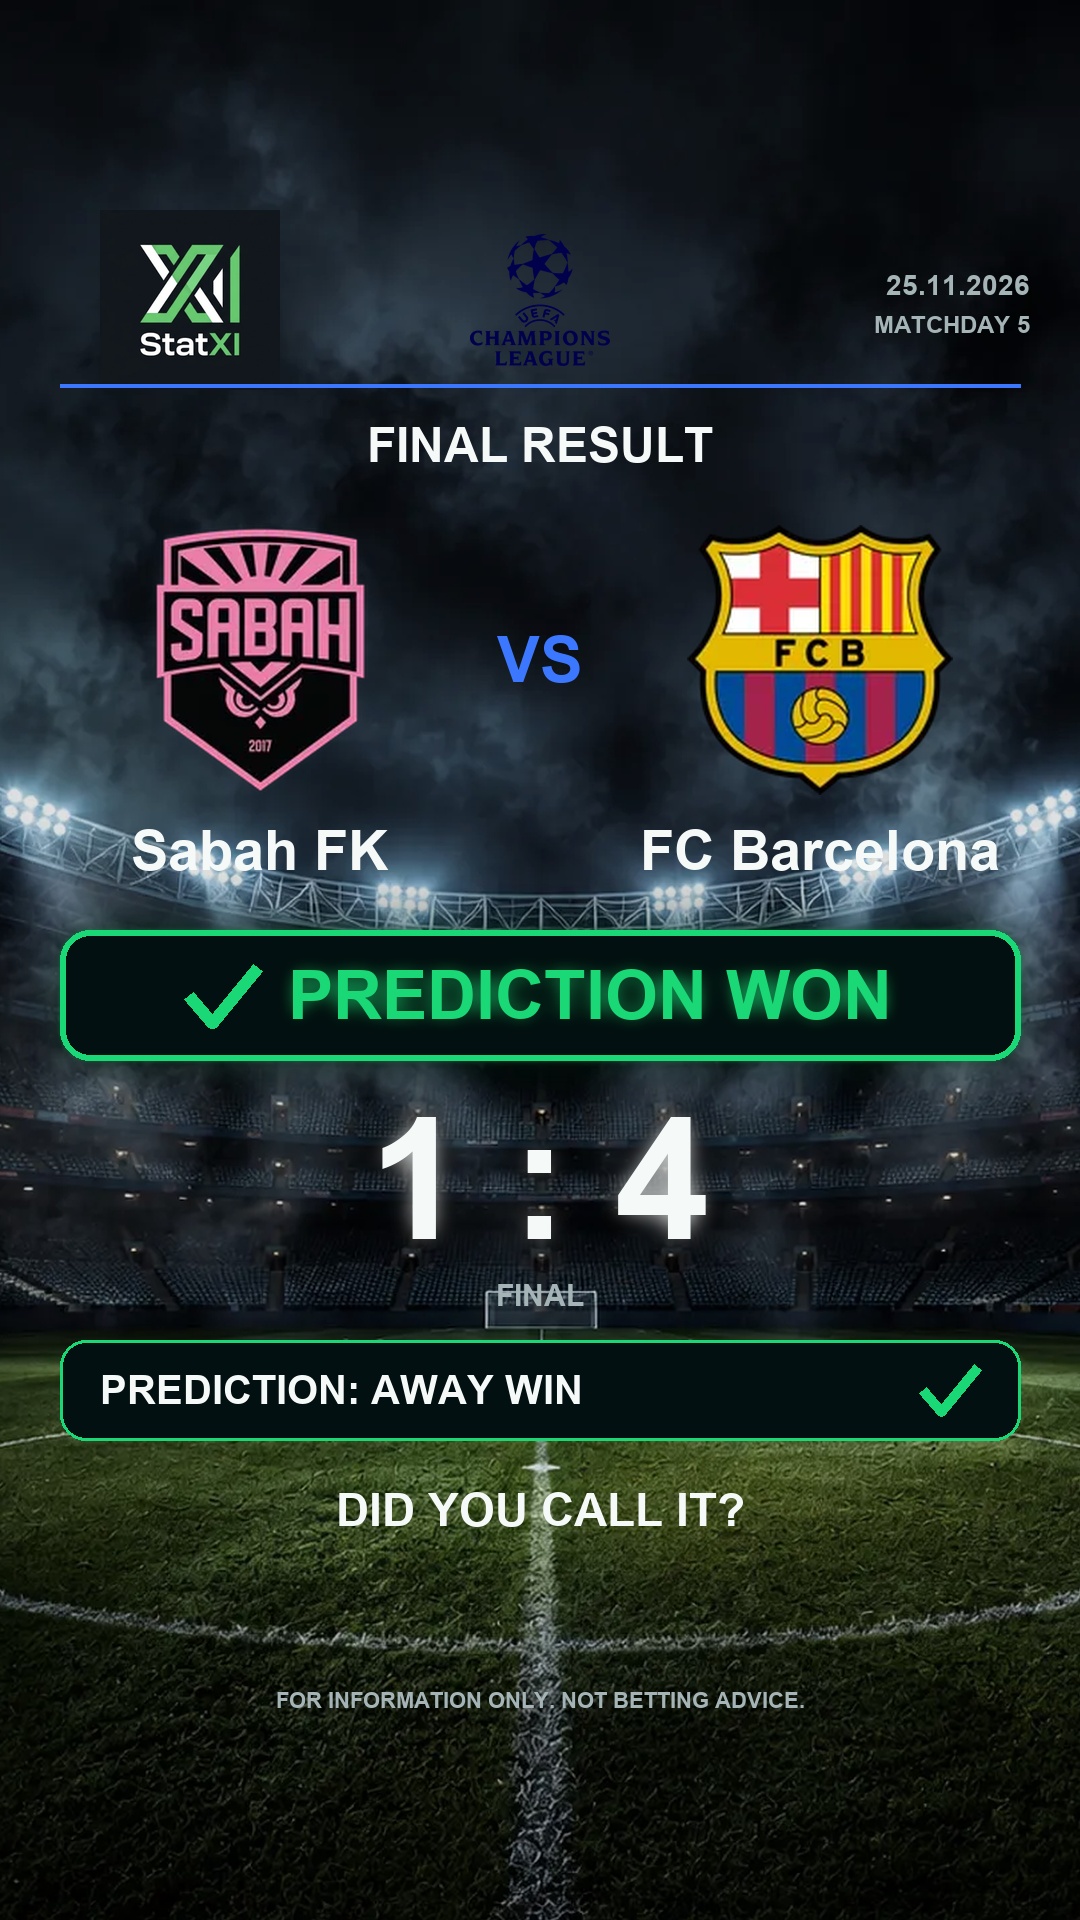 StatXI
UEFA
CHAMPIONS
LEAGUE
25.11.2026
MATCHDAY 5
FINAL RESULT
SABAH
2017
VS
FCB
Sabah FK
FC Barcelona
PREDICTION WON
1 : 4
FINAL
PREDICTION: AWAY WIN
DID YOU CALL IT?
FOR INFORMATION ONLY. NOT BETTING ADVICE.